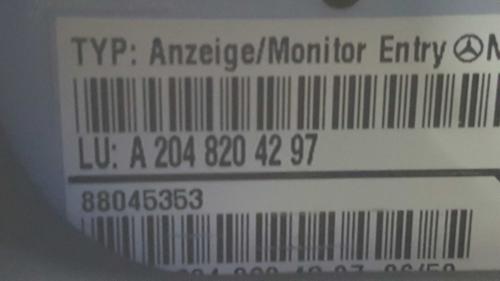 TYP: Anzeige/Monitor Entry
LU: A 204 820 42 97
88045353